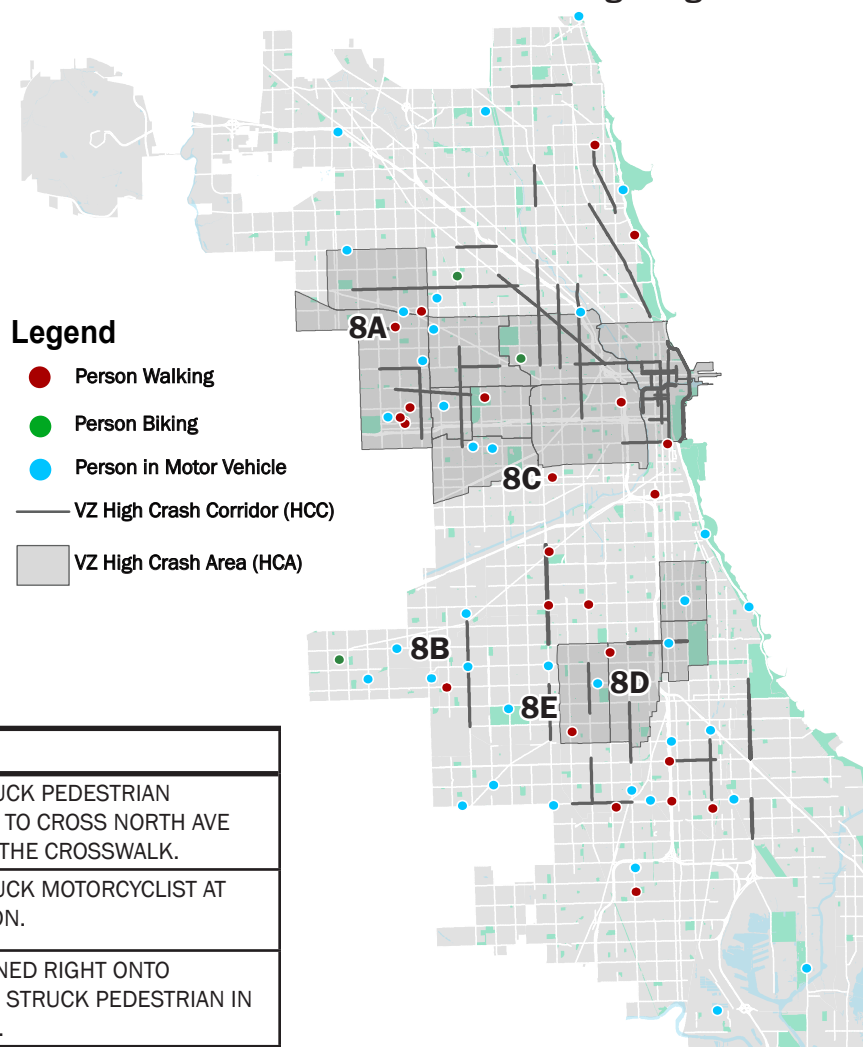 Legend
Person Walking
Person Biking
Person in Motor Vehicle
VZ High Crash Corridor (HCC)
VZ High Crash Area (HCA)
8A
8C
8B
8D
8E
UCK PEDESTRIAN
TO CROSS NORTH AVE
THE CROSSWALK.
UCK MOTORCYCLIST AT
ON.
NED RIGHT ONTO
STRUCK PEDESTRIAN IN